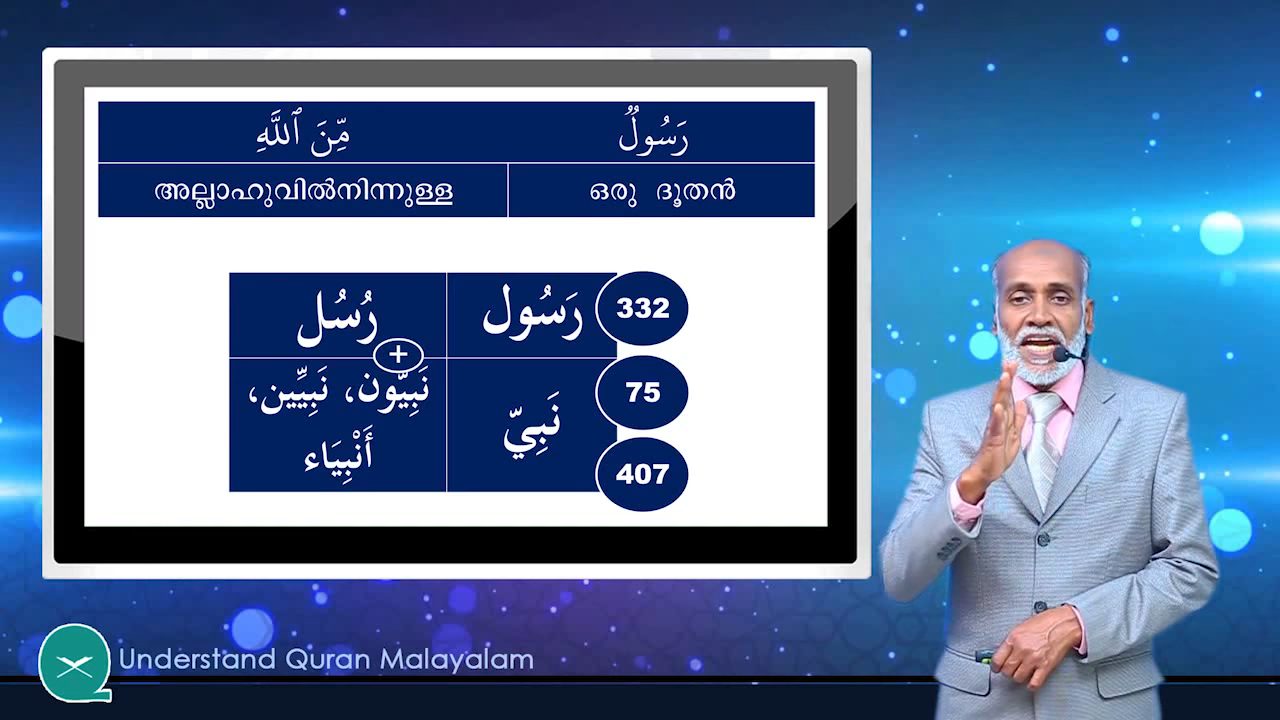 رَسُولٌ مِّنَ ٱللَّهِ
ഒരു ദൂതൻ അല്ലാഹുവിൽനിന്നുള്ള
332 رَسُول رُسُل
+
75 نَبِيّ نَبِيُّون، نَبِيِّين،
407 أَنْبِيَاء
Understand Quran Malayalam